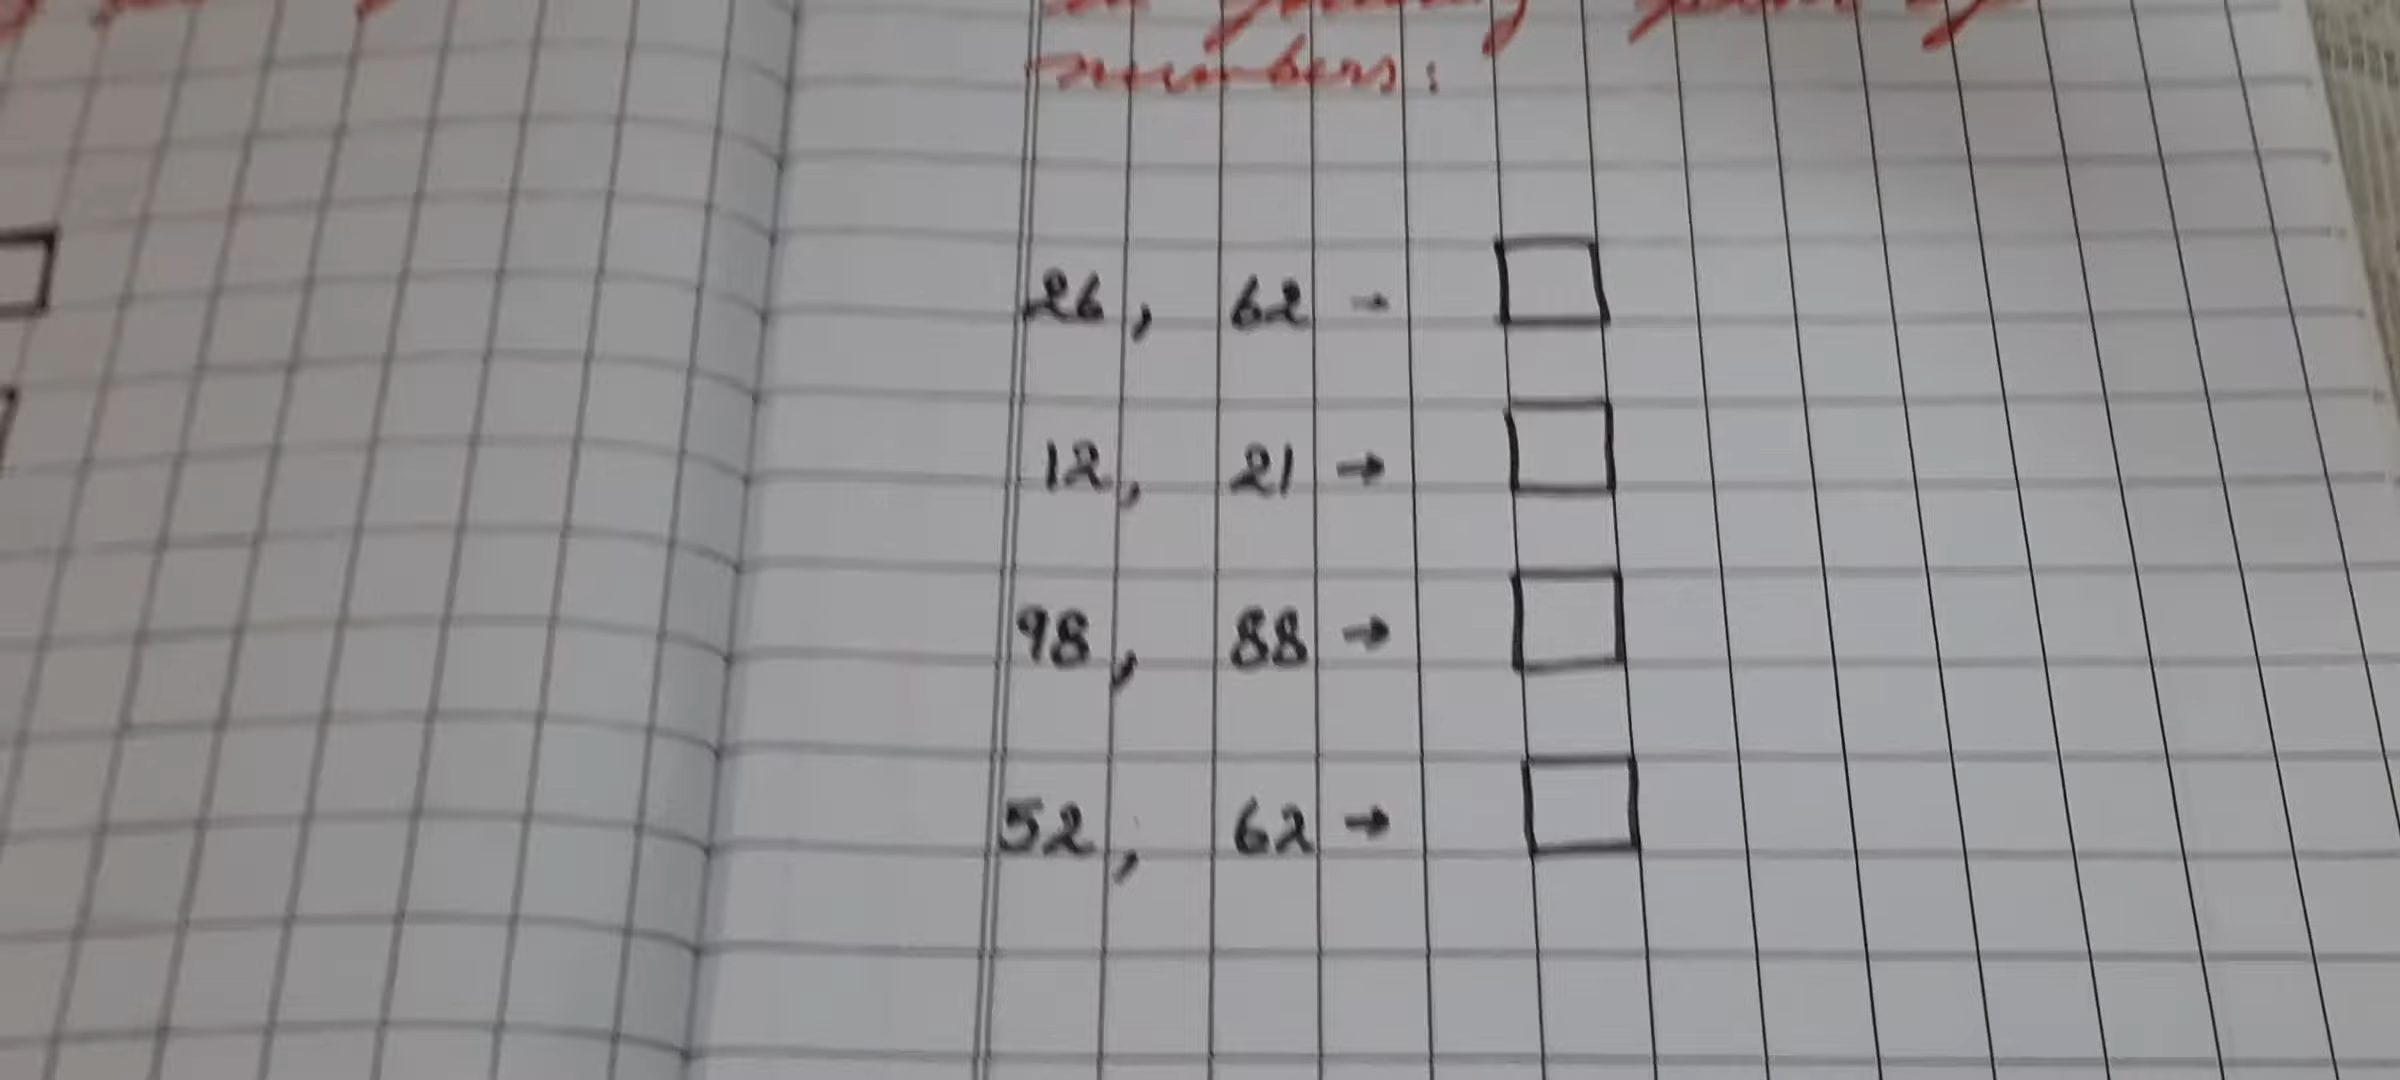 numbers:
26, 62 →
12, 21 →
98, 88 →
52, 62 →